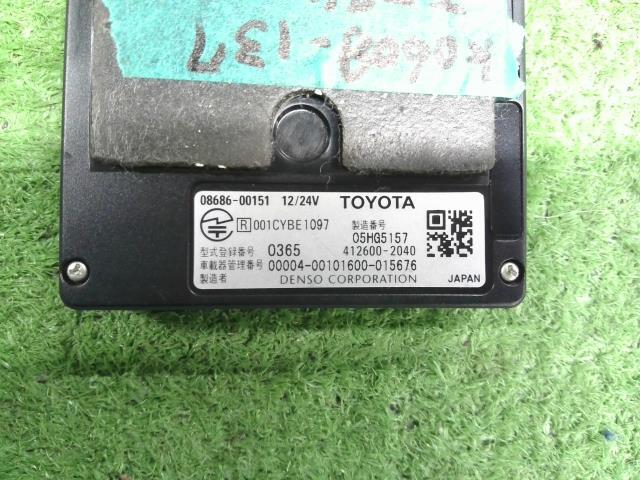 K0609-137
08686-00151 12/24V TOYOTA
R 001CYBE1097 製造番号
05HG5157
型式登録番号 0365 412600-2040
車載器管理番号 00004-00101600-015676
製造者 DENSO CORPORATION JAPAN